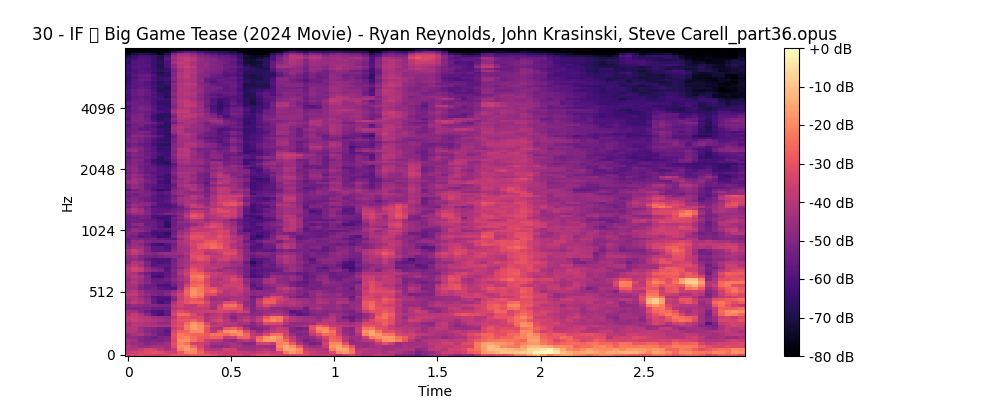 30 - IF  Big Game Tease (2024 Movie) - Ryan Reynolds, John Krasinski, Steve Carell_part36.opus
+0 dB
-10 dB
-20 dB
-30 dB
-40 dB
-50 dB
-60 dB
-70 dB
-80 dB
4096
2048
1024
512
0
Hz
0
0.5
1
1.5
2
2.5
Time